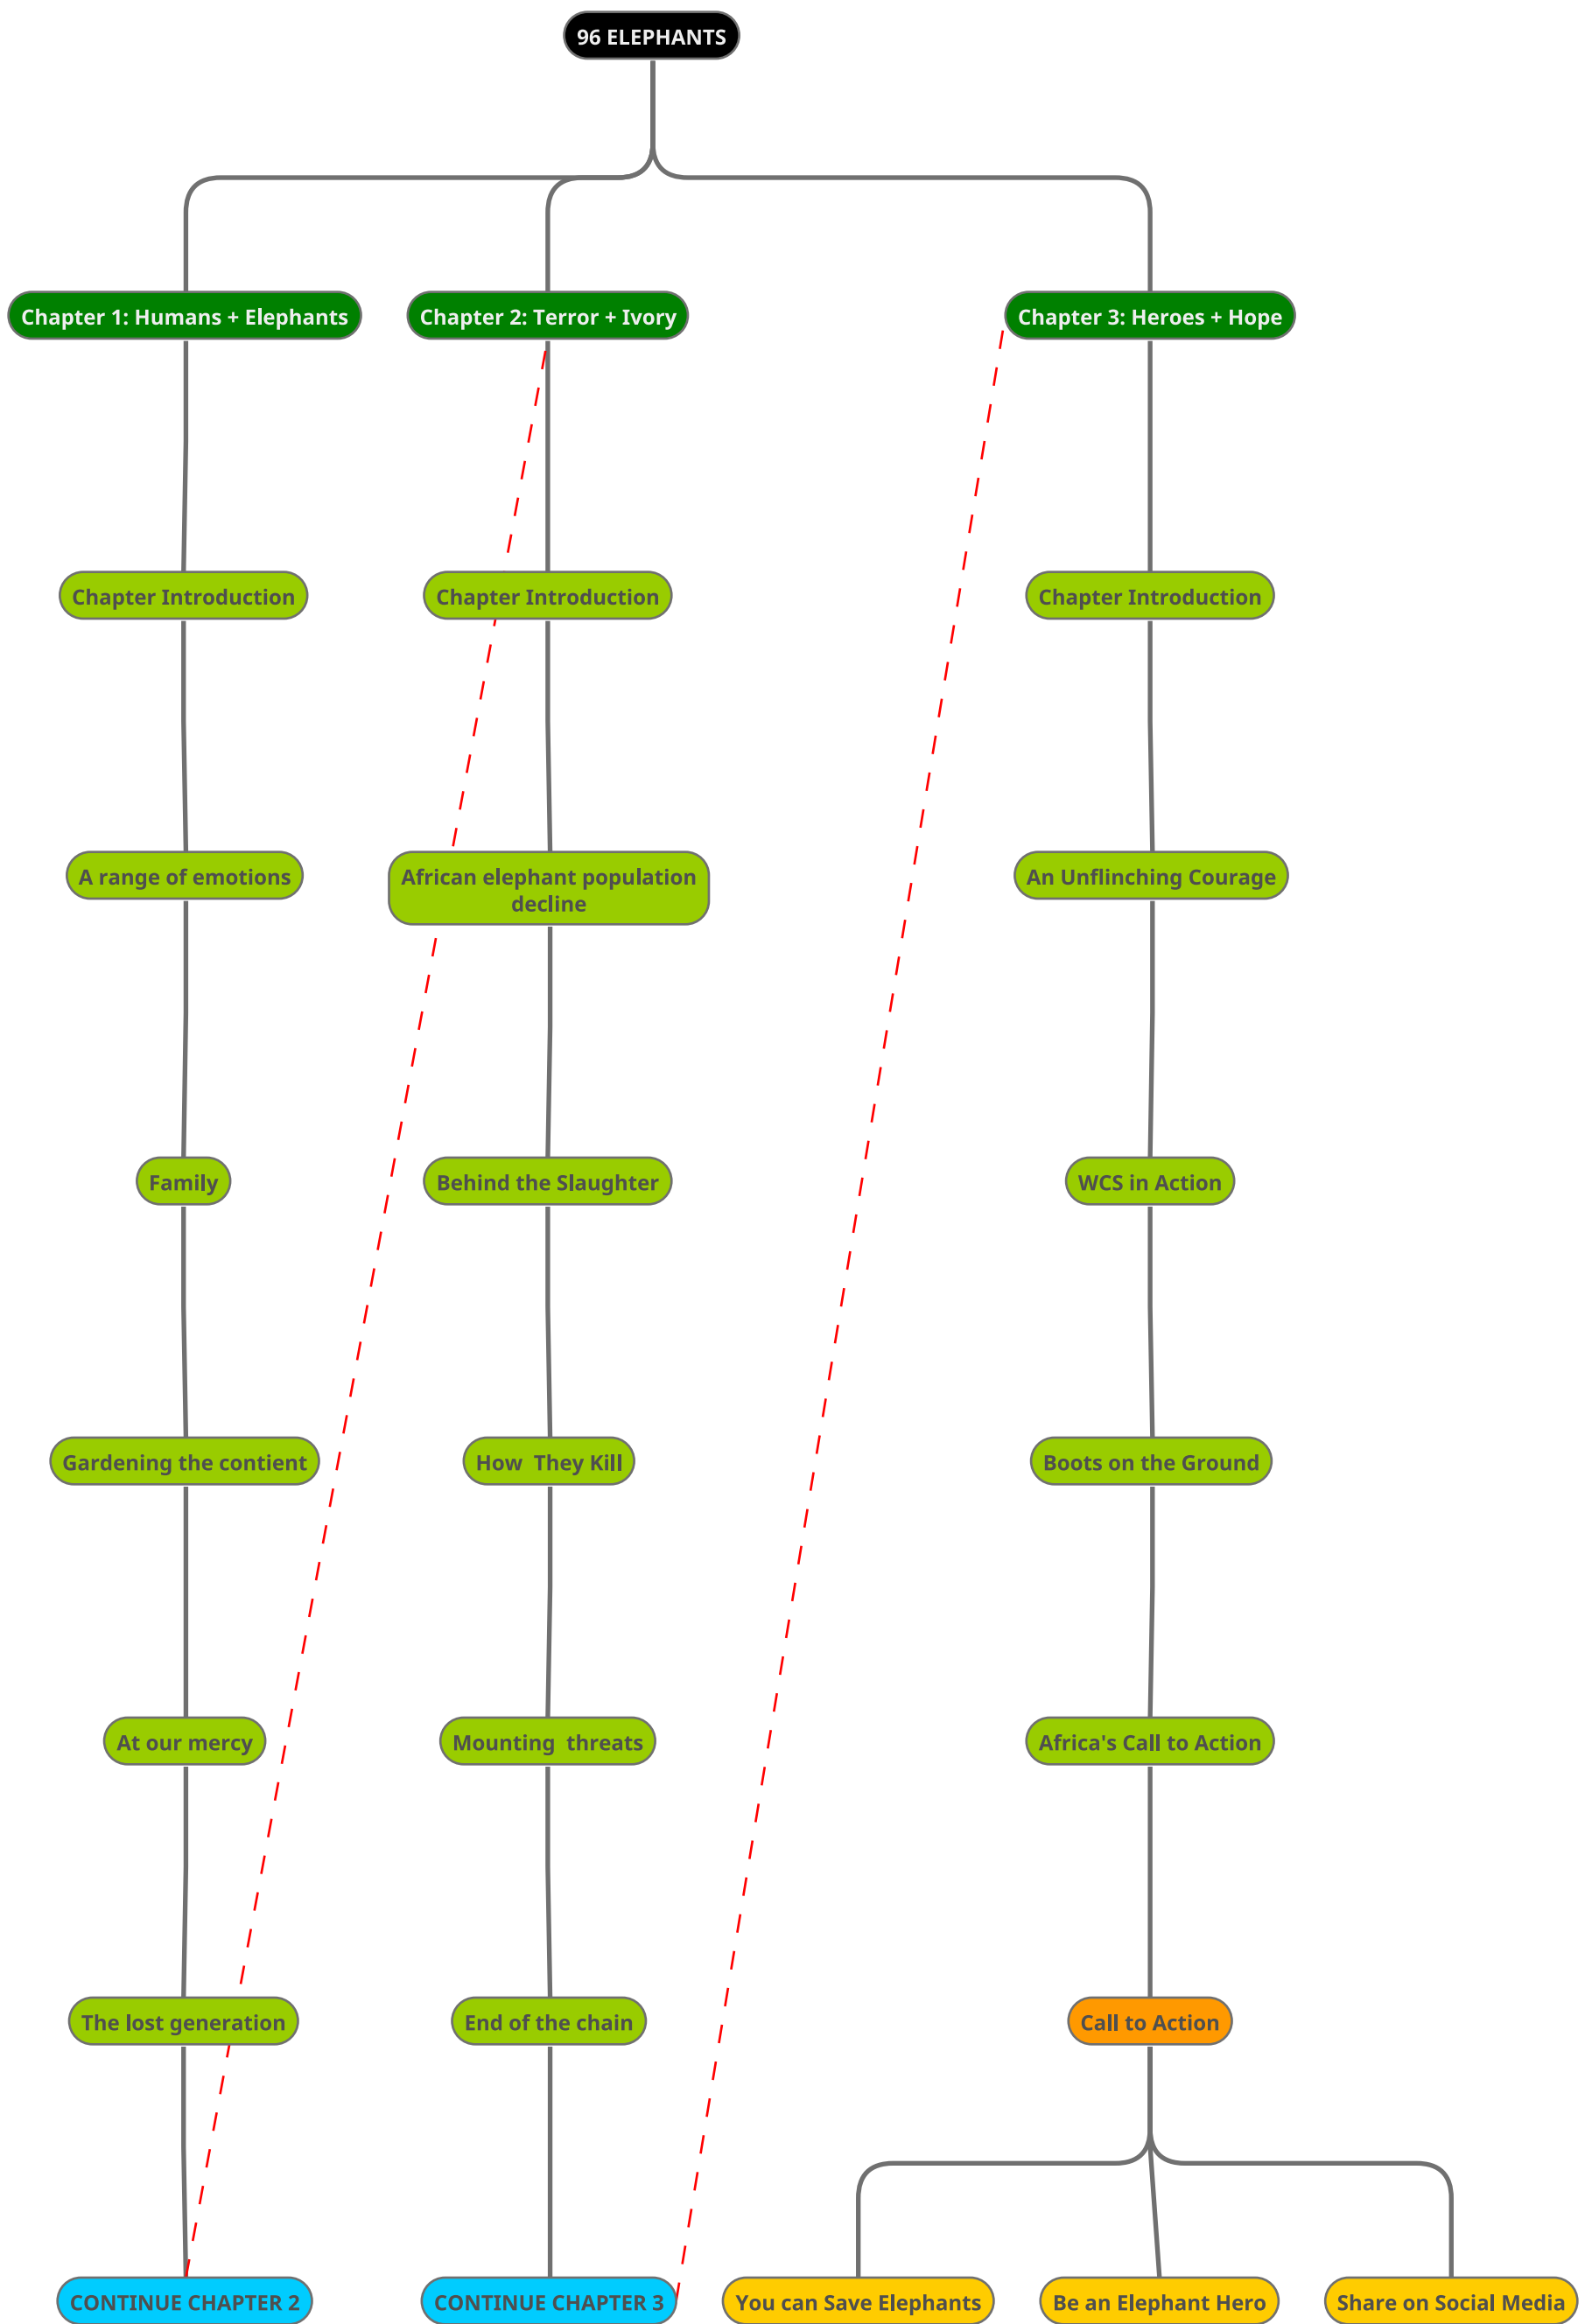 96 ELEPHANTS
Chapter 1: Humans + Elephants
Chapter 2: Terror + Ivory
Chapter 3: Heroes + Hope
Chapter Introduction
Chapter Introduction
Chapter Introduction
A range of emotions
African elephant population
decline
An Unflinching Courage
Family
Behind the Slaughter
WCS in Action
Gardening the contient
How  They Kill
Boots on the Ground
At our mercy
Mounting  threats
Africa's Call to Action
The lost generation
End of the chain
Call to Action
CONTINUE CHAPTER 2
CONTINUE CHAPTER 3
You can Save Elephants
Be an Elephant Hero
Share on Social Media